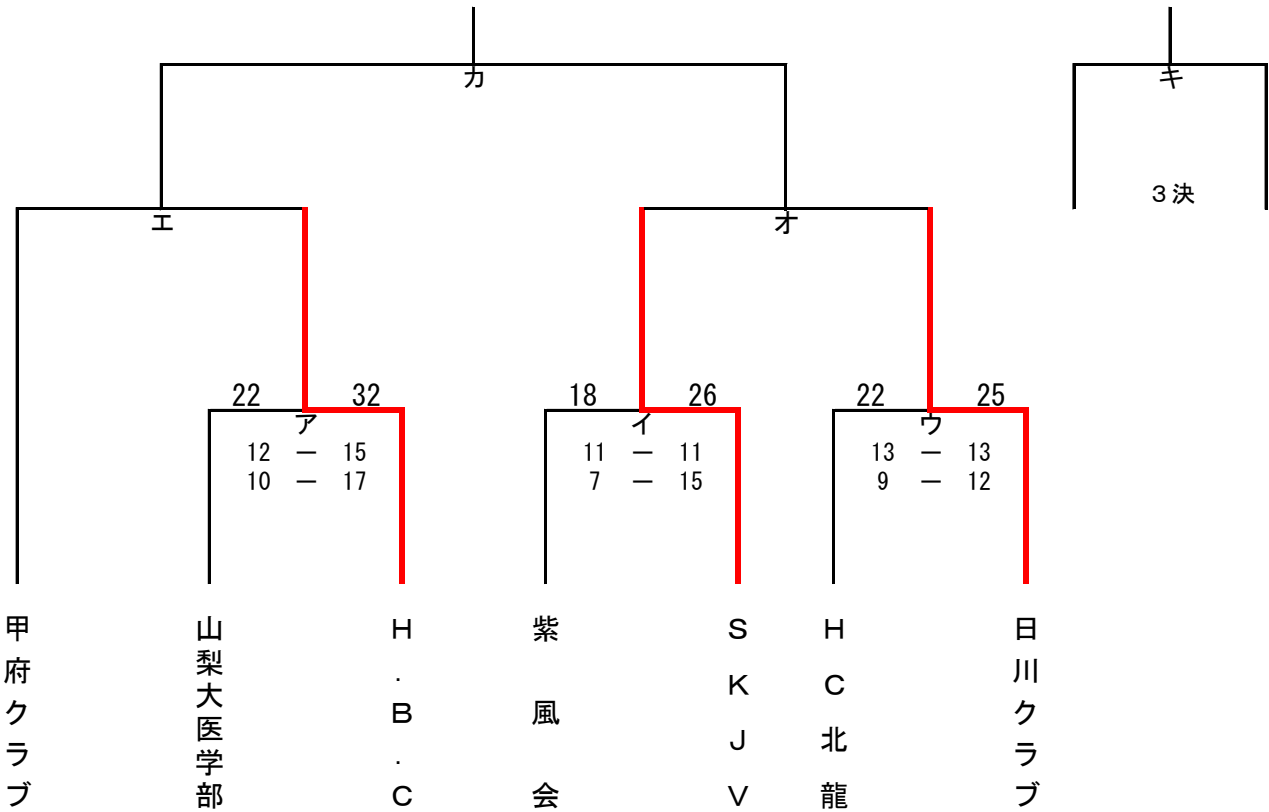 カ
キ
3決
エ
オ
22 32
ア
12 ー 15
10 ー 17
18 26
イ
11 ー 11
7 ー 15
22 25
ウ
13 ー 13
9 ー 12
甲府クラブ
山梨大医学部
H.B.C
紫風会
SKJV
HC北龍
日川クラブ